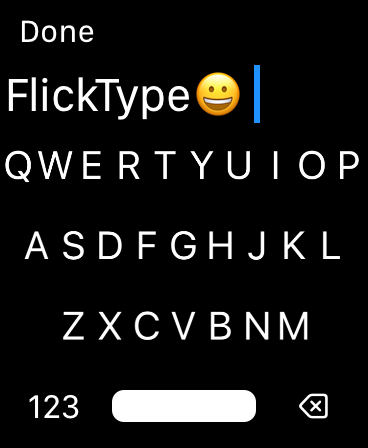 Done
FlickType😀
Q W E R T Y U I O P
A S D F G H J K L
Z X C V B N M
123